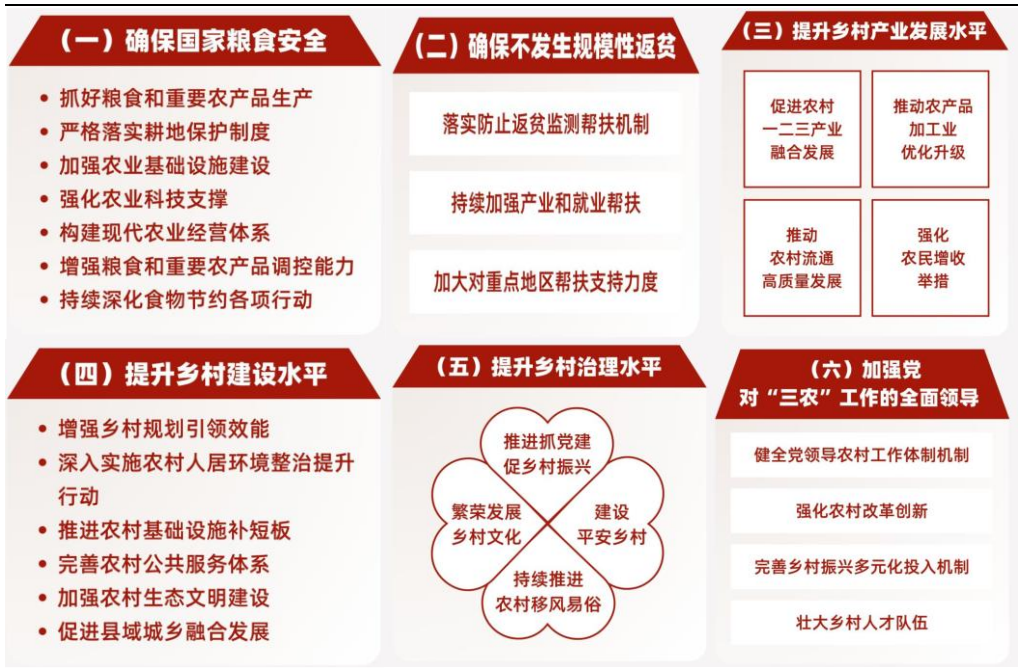 （一）确保国家粮食安全
• 抓好粮食和重要农产品生产
• 严格落实耕地保护制度
• 加强农业基础设施建设
• 强化农业科技支撑
• 构建现代农业经营体系
• 增强粮食和重要农产品调控能力
• 持续深化食物节约各项行动
（二）确保不发生规模性返贫
落实防止返贫监测帮扶机制
持续加强产业和就业帮扶
加大对重点地区帮扶支持力度
（三）提升乡村产业发展水平
促进农村
一二三产业
融合发展
推动农产品
加工业
优化升级
推动
农村流通
高质量发展
强化
农民增收
举措
（四）提升乡村建设水平
• 增强乡村规划引领效能
• 深入实施农村人居环境整治提升
行动
• 推进农村基础设施补短板
• 完善农村公共服务体系
• 加强农村生态文明建设
• 促进县域城乡融合发展
（五）提升乡村治理水平
推进抓党建
促乡村振兴
繁荣发展
乡村文化
建设
平安乡村
持续推进
农村移风易俗
（六）加强党
对“三农”工作的全面领导
健全党领导农村工作体制机制
强化农村改革创新
完善乡村振兴多元化投入机制
壮大乡村人才队伍